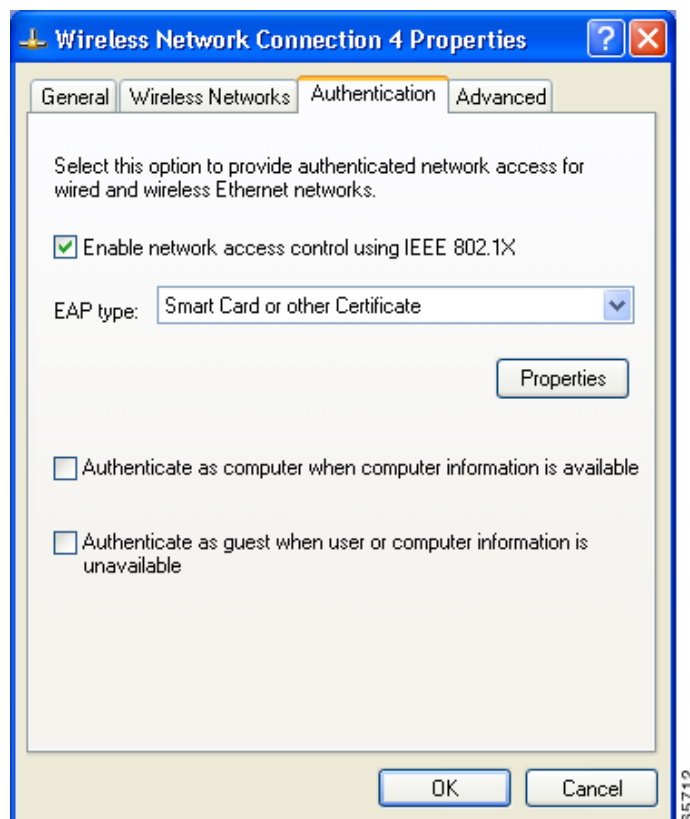 Wireless Network Connection 4 Properties
General
Wireless Networks
Authentication
Advanced
Select this option to provide authenticated network access for
wired and wireless Ethernet networks.
Enable network access control using IEEE 802.1X
EAP type:
Smart Card or other Certificate
Properties
Authenticate as computer when computer information is available
Authenticate as guest when user or computer information is
unavailable
OK
Cancel